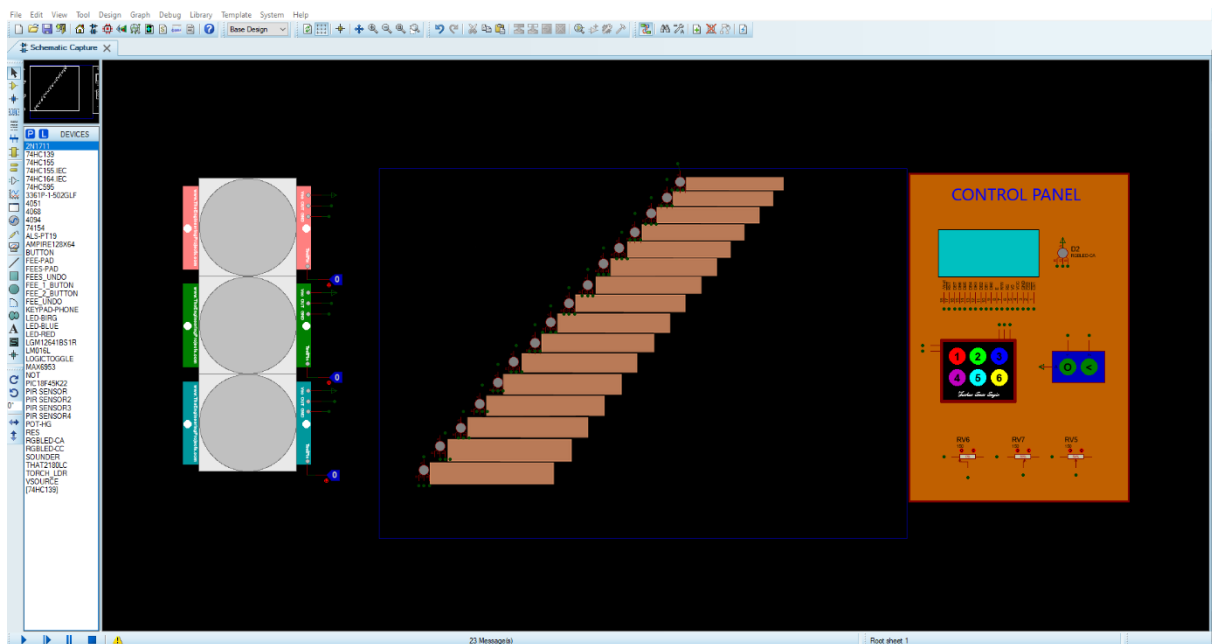 File Edit View Tool Design Graph Debug Library Template System Help
Base Design
Schematic Capture
P L DEVICES
2N1711
74HC139
74HC155
74HC155.IEC
74HC164.IEC
74HC595
3361P-1-502GLF
4051
4068
4094
74154
ALS-PT19
AMPIRE128X64
BUTTON
FEE-PAD
FEES-PAD
FEES_UNDO
FEE_1_BUTON
FEE_2_BUTTON
FEE_UNDO
KEYPAD-PHONE
LED-BIRG
LED-BLUE
LED-RED
LGM12641BS1R
LM016L
LOGICTOGGLE
MAX6953
NOT
PIC18F45K22
PIR SENSOR
PIR SENSOR2
PIR SENSOR3
PIR SENSOR4
POT-HG
RES
RGBLED-CA
RGBLED-CC
SOUNDER
THAT2180LC
TORCH_LDR
VSOURCE
[74HC139]
0
0
0
CONTROL PANEL
D2
RGBLED-CA
1 2 3
4 5 6
O <
RV6 RV7 RV5
23 Message(s)
Root sheet 1